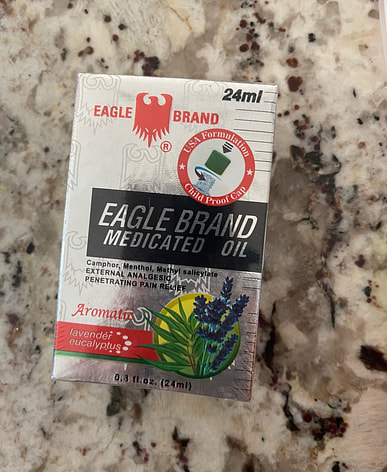 24ml
EAGLE BRAND
®
USA Formulation
Child Proof Cap
EAGLE BRAND
MEDICATED OIL
Camphor, Menthol, Methyl salicylate
EXTERNAL ANALGESIC
PENETRATING PAIN RELIEF
Aromatic
lavender
eucalyptus
0.8 fl.oz. (24ml)